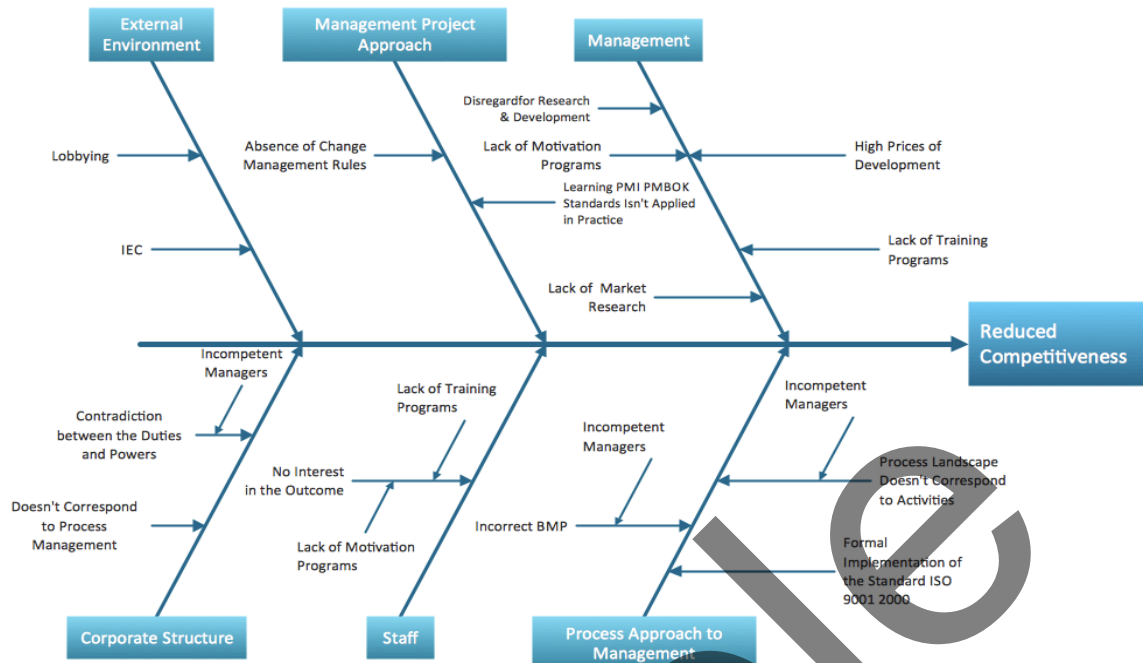 External
Environment
Management Project
Approach
Management
Disregardfor Research
& Development
Lobbying
Absence of Change
Management Rules
Lack of Motivation
Programs
High Prices of
Development
Learning PMI PMBOK
Standards Isn't Applied
in Practice
IEC
Lack of Training
Programs
Lack of Market
Research
Reduced
Competitiveness
Incompetent
Managers
Contradiction
between the Duties
and Powers
Doesn't Correspond
to Process
Management
Lack of Training
Programs
No Interest
in the Outcome
Lack of Motivation
Programs
Incompetent
Managers
Incorrect BMP
Incompetent
Managers
Process Landscape
Doesn't Correspond
to Activities
Formal
Implementation of
the Standard ISO
9001 2000
Corporate Structure
Staff
Process Approach to
Management
le